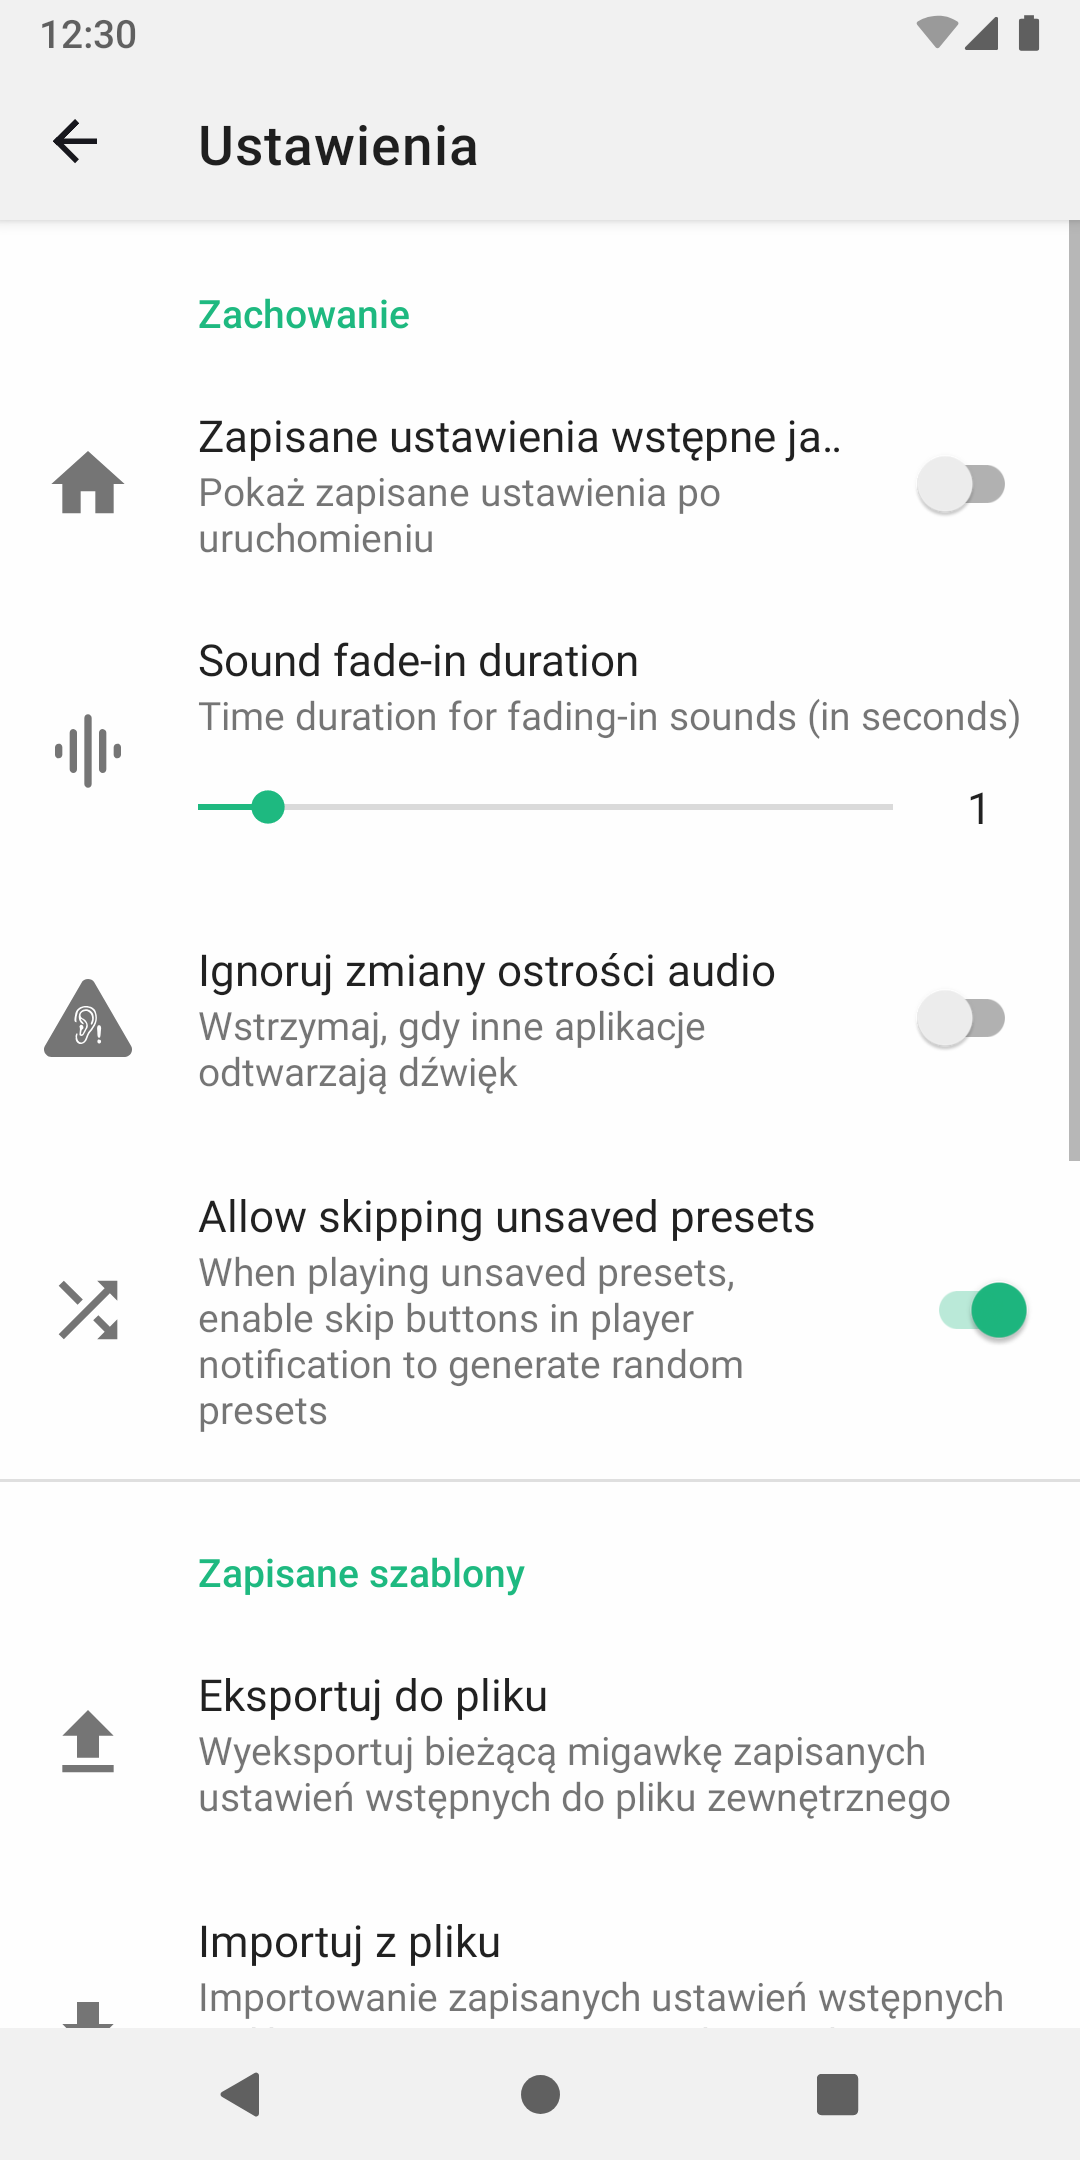 12:30
Ustawienia
Zachowanie
Zapisane ustawienia wstępne ja..
Pokaż zapisane ustawienia po
uruchomieniu
Sound fade-in duration
Time duration for fading-in sounds (in seconds)
1
Ignoruj zmiany ostrości audio
Wstrzymaj, gdy inne aplikacje
odtwarzają dźwięk
Allow skipping unsaved presets
When playing unsaved presets,
enable skip buttons in player
notification to generate random
presets
Zapisane szablony
Eksportuj do pliku
Wyeksportuj bieżącą migawkę zapisanych
ustawień wstępnych do pliku zewnętrznego
Importuj z pliku
Importowanie zapisanych ustawień wstępnych